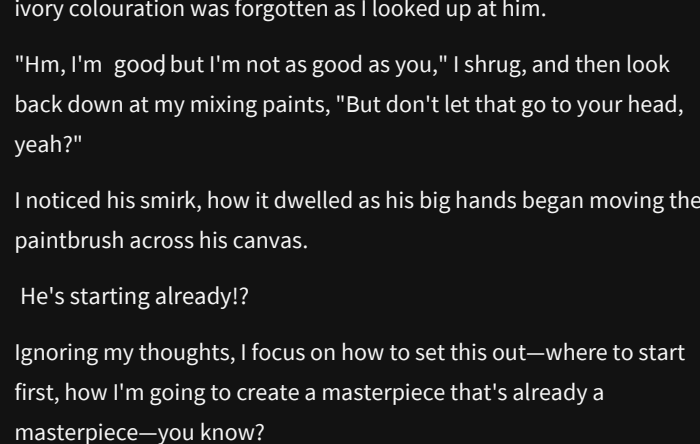 ivory colouration was forgotten as I looked up at him.
"Hm, I'm  good, but I'm not as good as you," I shrug, and then look
back down at my mixing paints, "But don't let that go to your head,
yeah?"
I noticed his smirk, how it dwelled as his big hands began moving the
paintbrush across his canvas.
He's starting already!?
Ignoring my thoughts, I focus on how to set this out—where to start
first, how I'm going to create a masterpiece that's already a
masterpiece—you know?